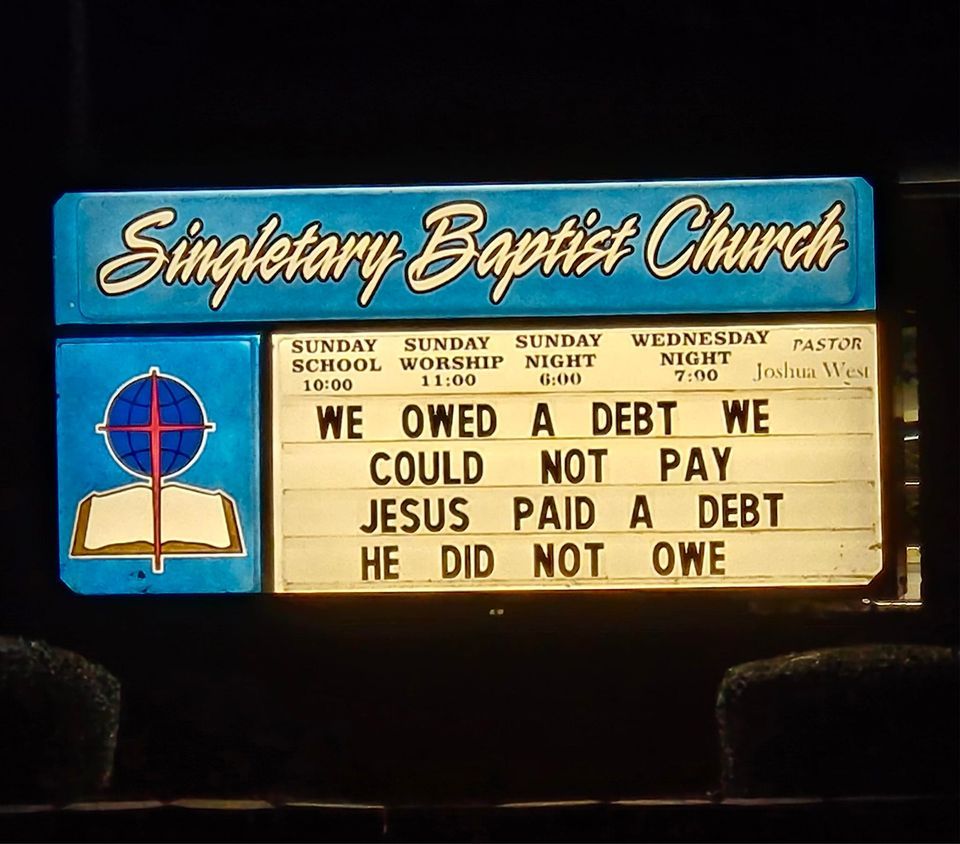 Singletary Baptist Church
SUNDAY SCHOOL 10:00
SUNDAY WORSHIP 11:00
SUNDAY NIGHT 6:00
WEDNESDAY NIGHT 7:00
PASTOR
Joshua West
WE OWED A DEBT WE
COULD NOT PAY
JESUS PAID A DEBT
HE DID NOT OWE